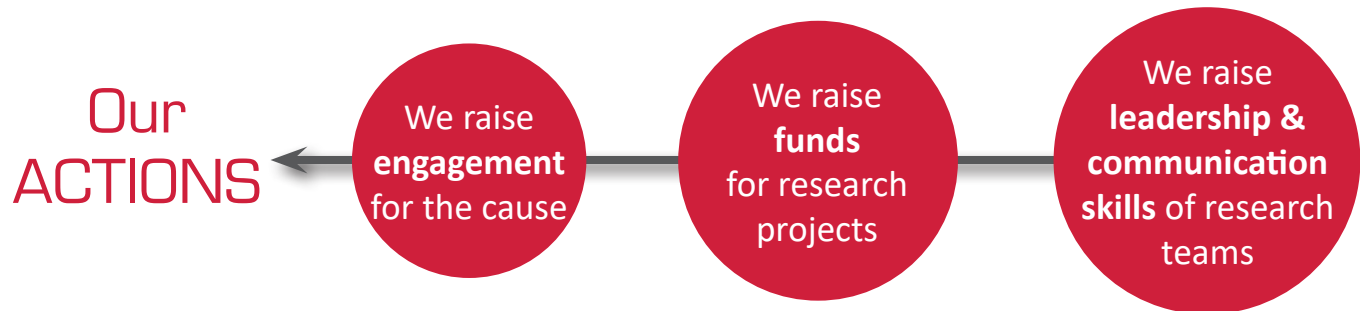 Our
ACTIONS
We raise
engagement
for the cause
We raise
funds
for research
projects
We raise
leadership &
communication
skills of research
teams